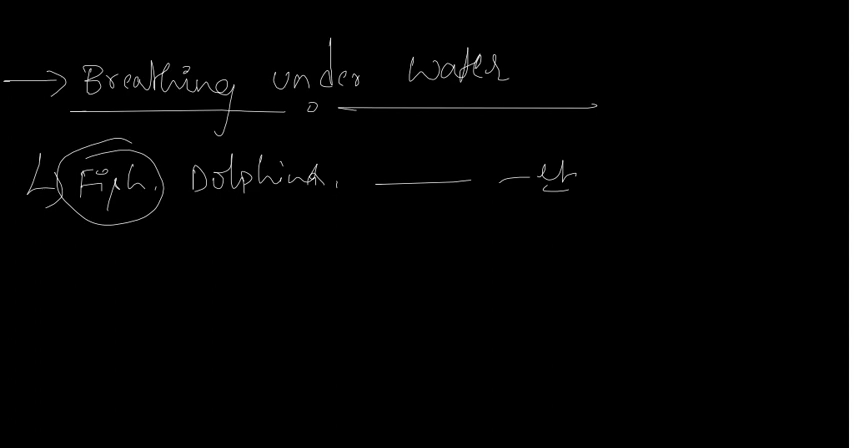 → Breathing under water
Fish. Dolphins. —